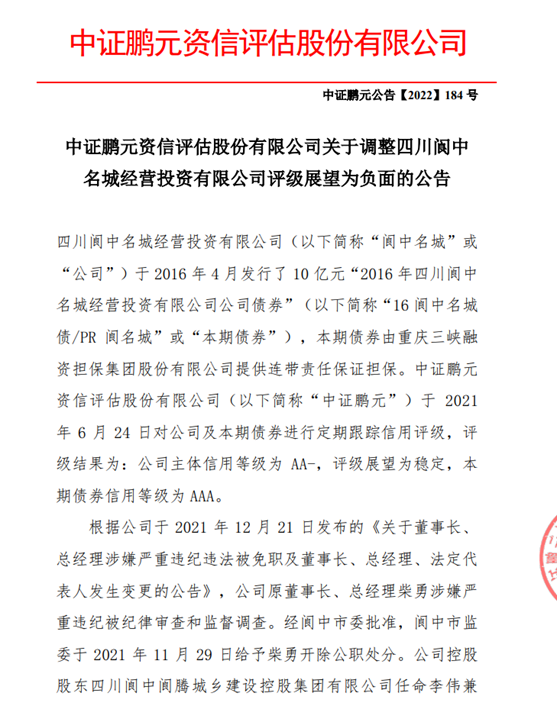 中证鹏元资信评估股份有限公司
中证鹏元公告【2022】184 号
中证鹏元资信评估股份有限公司关于调整四川阆中
名城经营投资有限公司评级展望为负面的公告
四川阆中名城经营投资有限公司（以下简称“阆中名城”或
“公司”）于 2016 年 4 月发行了 10 亿元“2016 年四川阆中
名城经营投资有限公司公司债券”（以下简称“16 阆中名城
债/PR 阆名城”或“本期债券”），本期债券由重庆三峡融
资担保集团股份有限公司提供连带责任保证担保。中证鹏元
资信评估股份有限公司（以下简称“中证鹏元”）于 2021
年 6 月 24 日对公司及本期债券进行定期跟踪信用评级，评
级结果为：公司主体信用等级为 AA-，评级展望为稳定，本
期债券信用等级为 AAA。
根据公司于 2021 年 12 月 21 日发布的《关于董事长、
总经理涉嫌严重违纪违法被免职及董事长、总经理、法定代
表人发生变更的公告》，公司原董事长、总经理柴勇涉嫌严
重违纪被纪律审查和监督调查。经阆中市委批准，阆中市监
委于 2021 年 11 月 29 日给予柴勇开除公职处分。公司控股
股东四川阆中阆腾城乡建设控股集团有限公司任命李伟兼